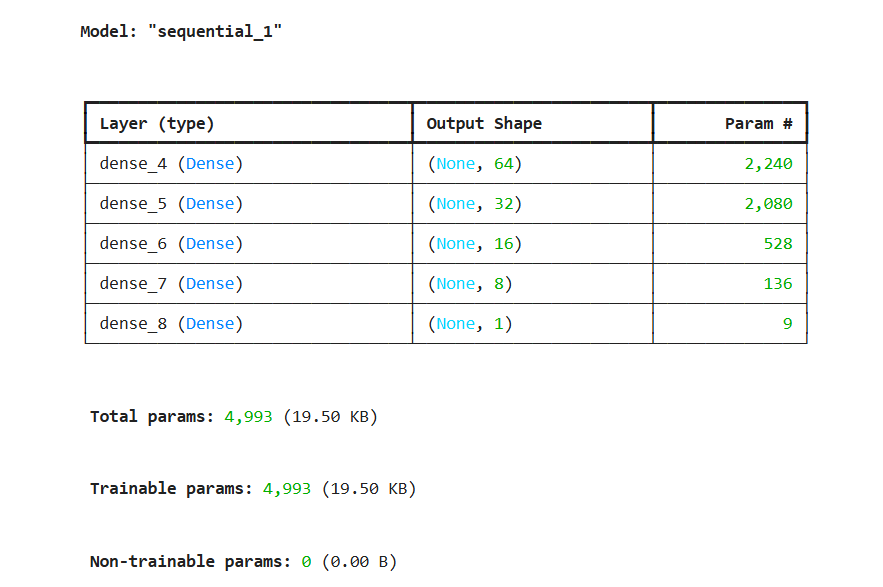 Model: "sequential_1"
Layer (type) Output Shape Param #
dense_4 (Dense) (None, 64) 2,240
dense_5 (Dense) (None, 32) 2,080
dense_6 (Dense) (None, 16) 528
dense_7 (Dense) (None, 8) 136
dense_8 (Dense) (None, 1) 9
Total params: 4,993 (19.50 KB)
Trainable params: 4,993 (19.50 KB)
Non-trainable params: 0 (0.00 B)